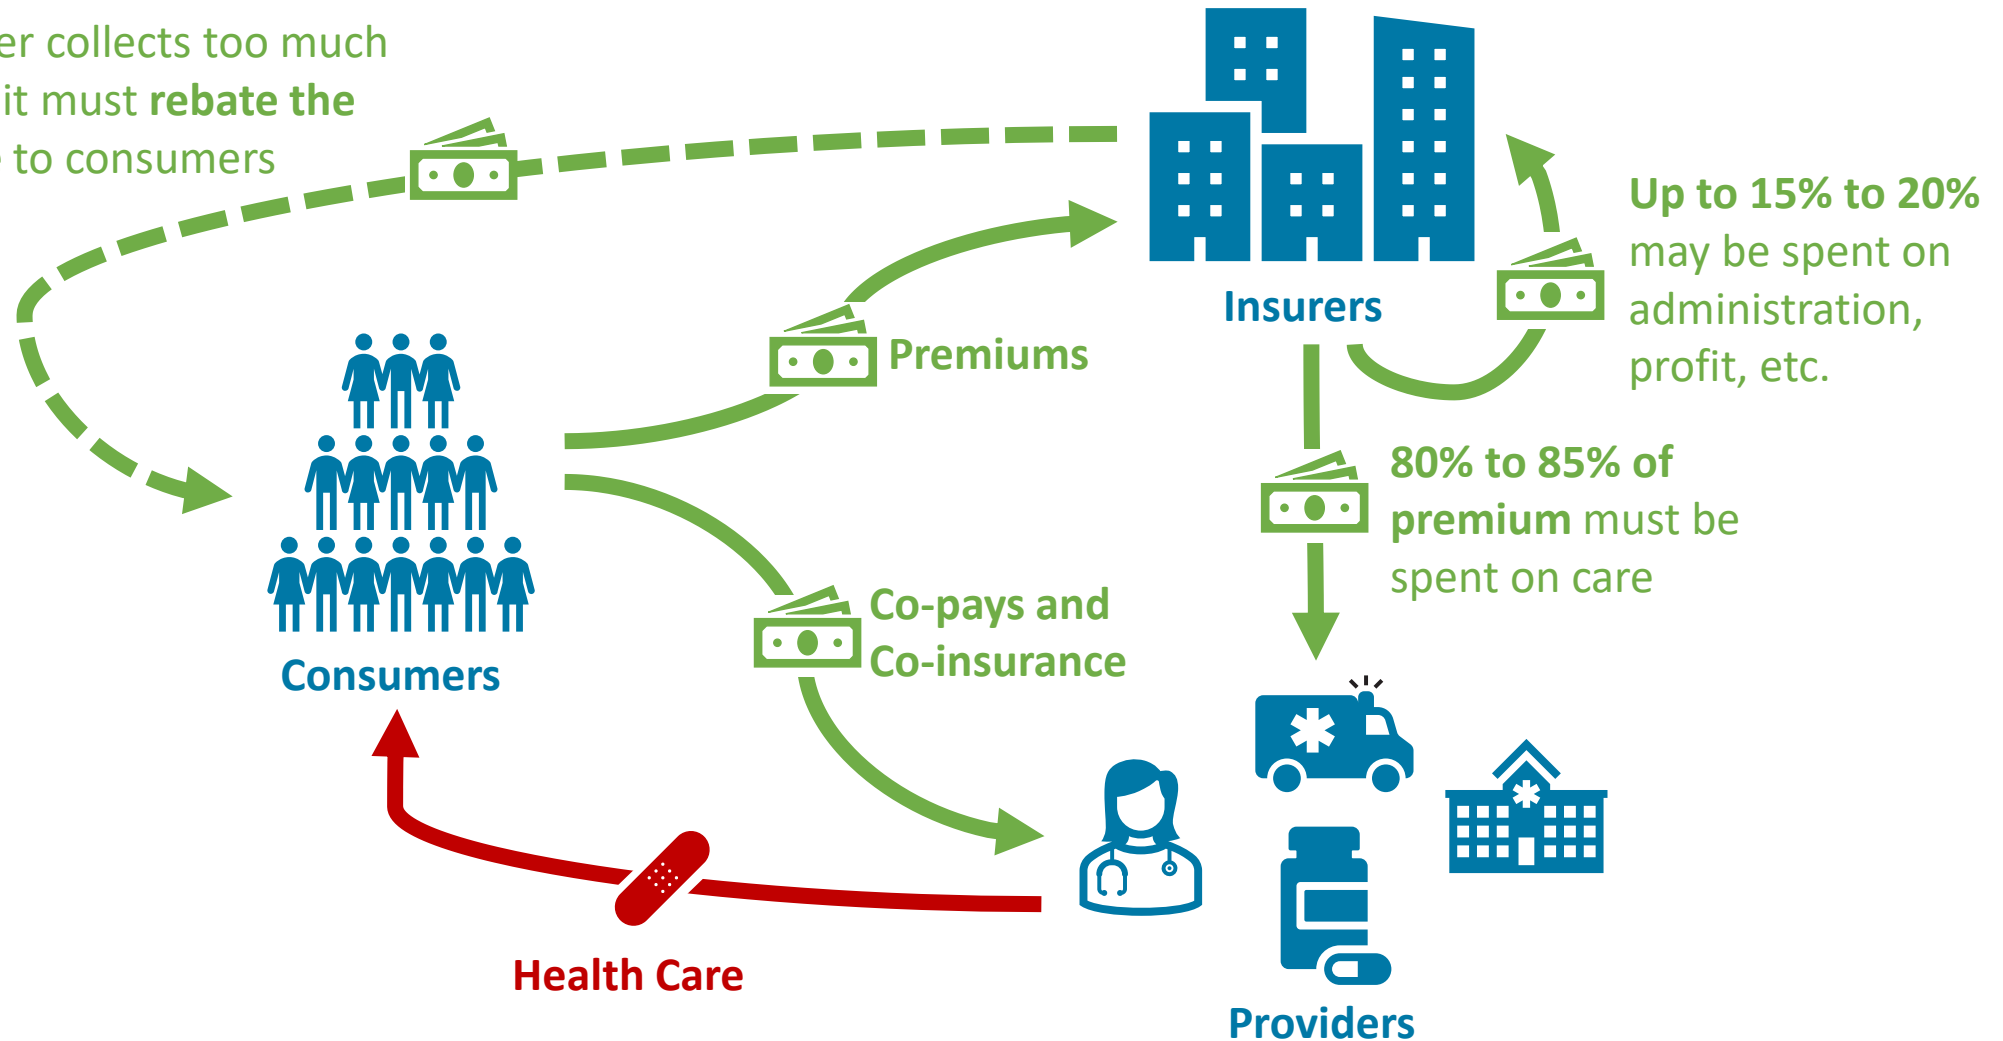 collects too much
it must rebate the
to consumers
Up to 15% to 20%
may be spent on
administration,
profit, etc.
Insurers
Premiums
80% to 85% of
premium must be
spent on care
Co-pays and
Co-insurance
Consumers
Health Care
Providers